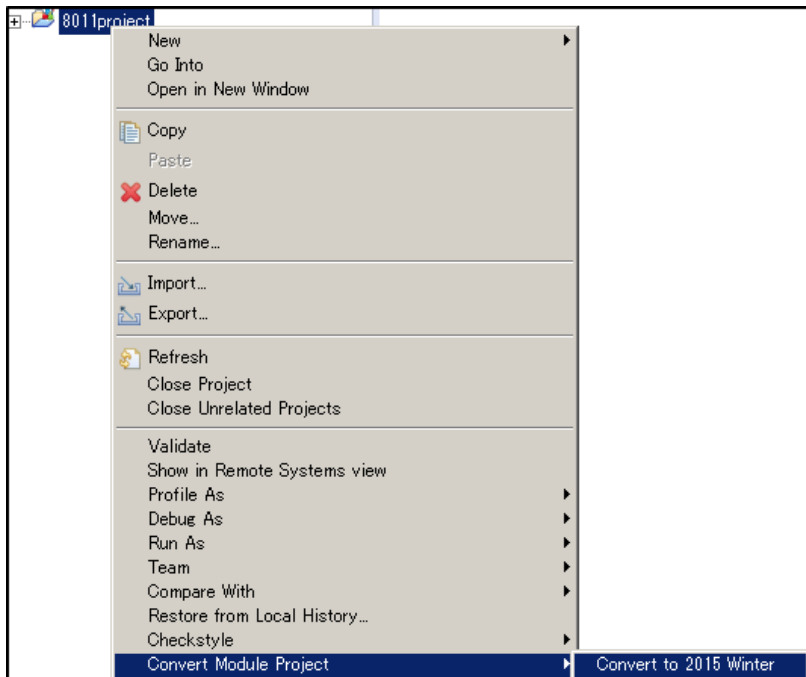 8011project
New
Go Into
Open in New Window
Copy
Paste
Delete
Move...
Rename...
Import...
Export...
Refresh
Close Project
Close Unrelated Projects
Validate
Show in Remote Systems view
Profile As
Debug As
Run As
Team
Compare With
Restore from Local History...
Checkstyle
Convert Module Project
Convert to 2015 Winter